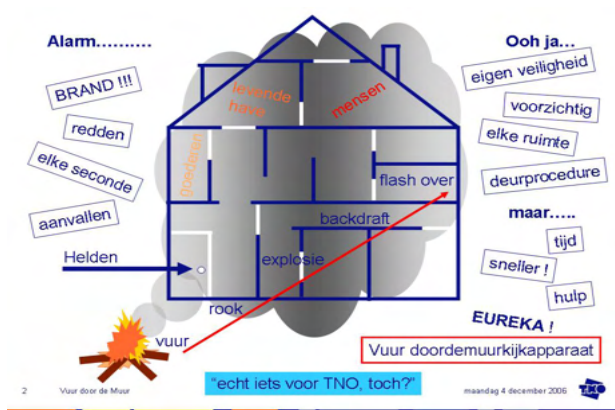 Alarm..........
Ooh ja...
BRAND !!!
redden
elke seconde
aanvallen
Helden
levende
have
mensen
goederen
flash over
backdraft
explosie
rook
vuur
eigen veiligheid
voorzichtig
elke ruimte
deurprocedure
maar.....
tijd
sneller !
hulp
EUREKA !
Vuur doordemuurkijkapparaat
"echt iets voor TNO, toch?"
2 Vuur door de Muur
maandag 4 december 2006
TNO